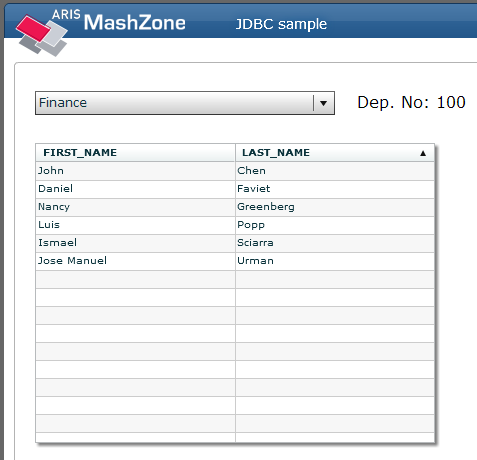 ARIS MashZone JDBC sample
Finance Dep. No: 100
FIRST_NAME LAST_NAME
John Chen
Daniel Faviet
Nancy Greenberg
Luis Popp
Ismael Sciarra
Jose Manuel Urman